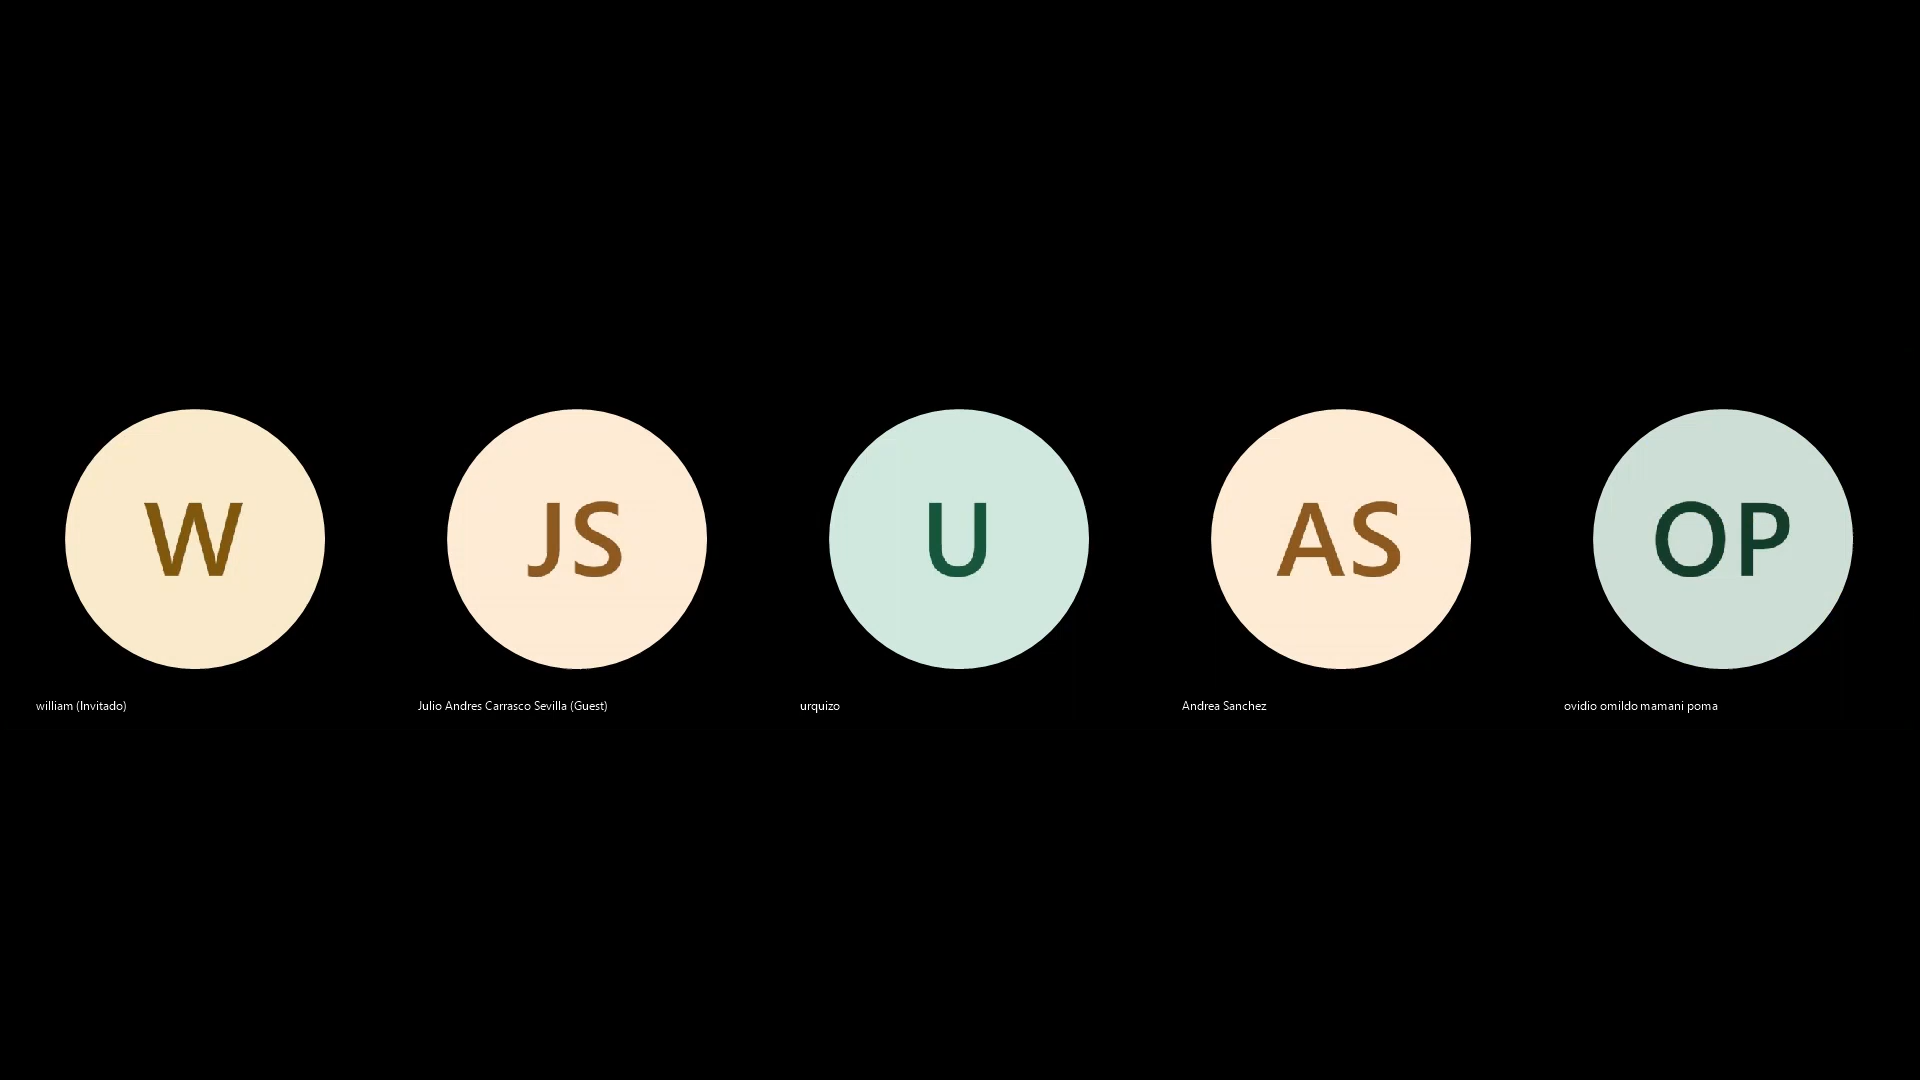 W
JS
U
AS
OP
william (Invitado)
Julio Andres Carrasco Sevilla (Guest)
urquizo
Andrea Sanchez
ovidio omildo mamani poma